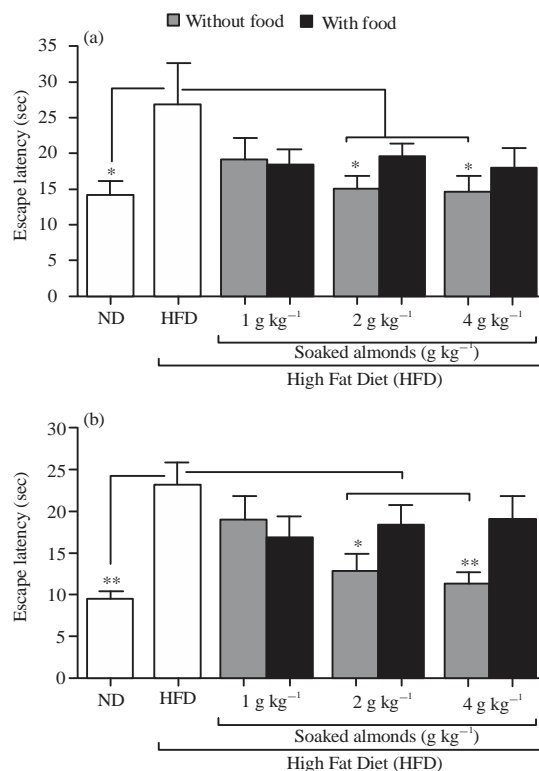 Without food With food
(a)
35
30
25
20
15
10
5
0
Escape latency (sec)
*
*
*
ND HFD 1 g kg⁻¹ 2 g kg⁻¹ 4 g kg⁻¹
Soaked almonds (g kg⁻¹)
High Fat Diet (HFD)
(b)
30
25
20
15
10
5
0
Escape latency (sec)
**
*
**
ND HFD 1 g kg⁻¹ 2 g kg⁻¹ 4 g kg⁻¹
Soaked almonds (g kg⁻¹)
High Fat Diet (HFD)